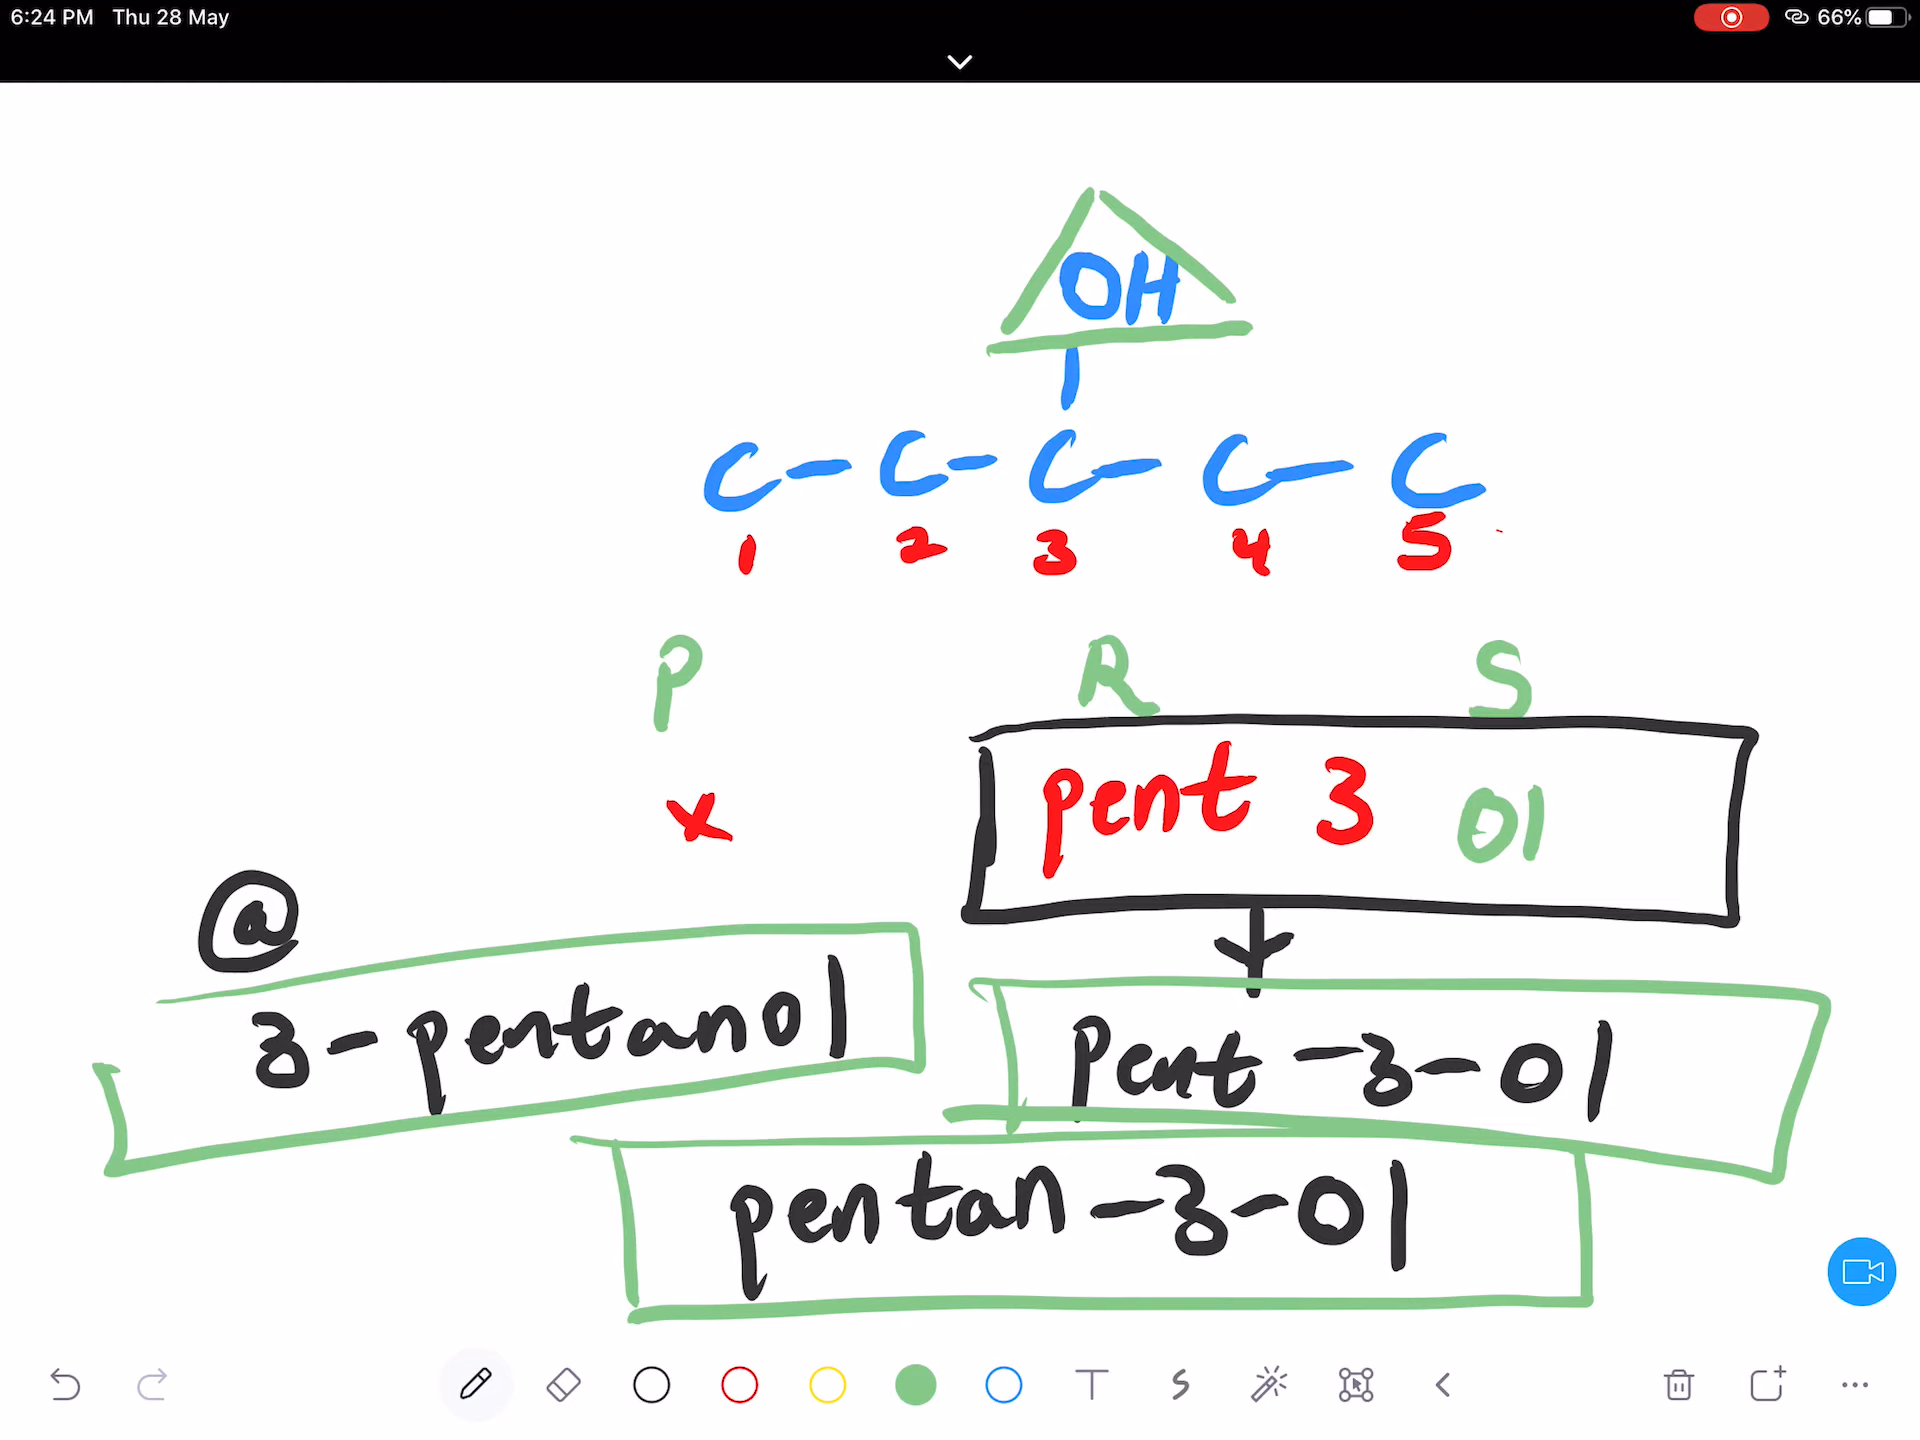 6:24 PM Thu 28 May 66%
OH
C-C-C-C-C
1 2 3 4 5
P R S
x pent 3 ol
@
3-pentanol
Pent-3-ol
pentan-3-ol
T